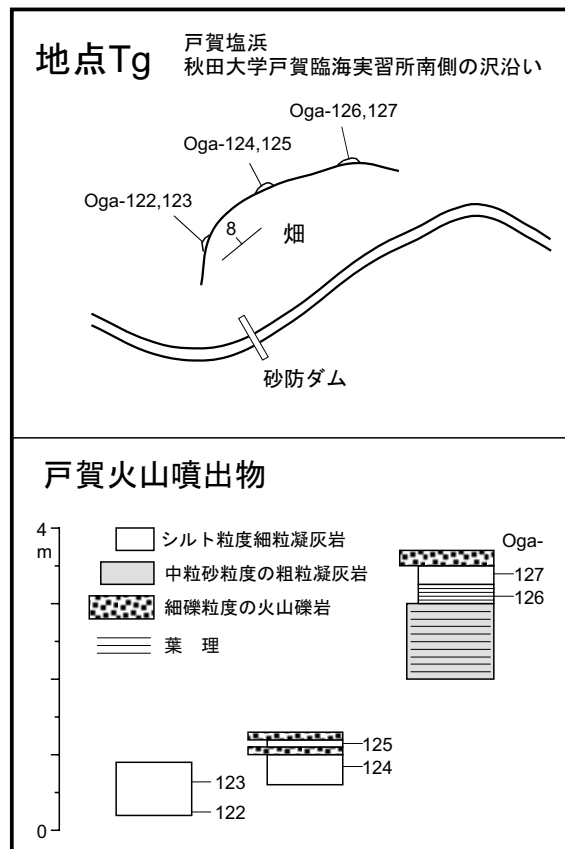 地点Tg
戸賀塩浜
秋田大学戸賀臨海実習所南側の沢沿い
Oga-126,127
Oga-124,125
Oga-122,123
8
畑
砂防ダム
戸賀火山噴出物
4
m
シルト粒度細粒凝灰岩
中粒砂粒度の粗粒凝灰岩
細礫粒度の火山礫岩
葉 理
Oga-
127
126
125
124
123
122
0